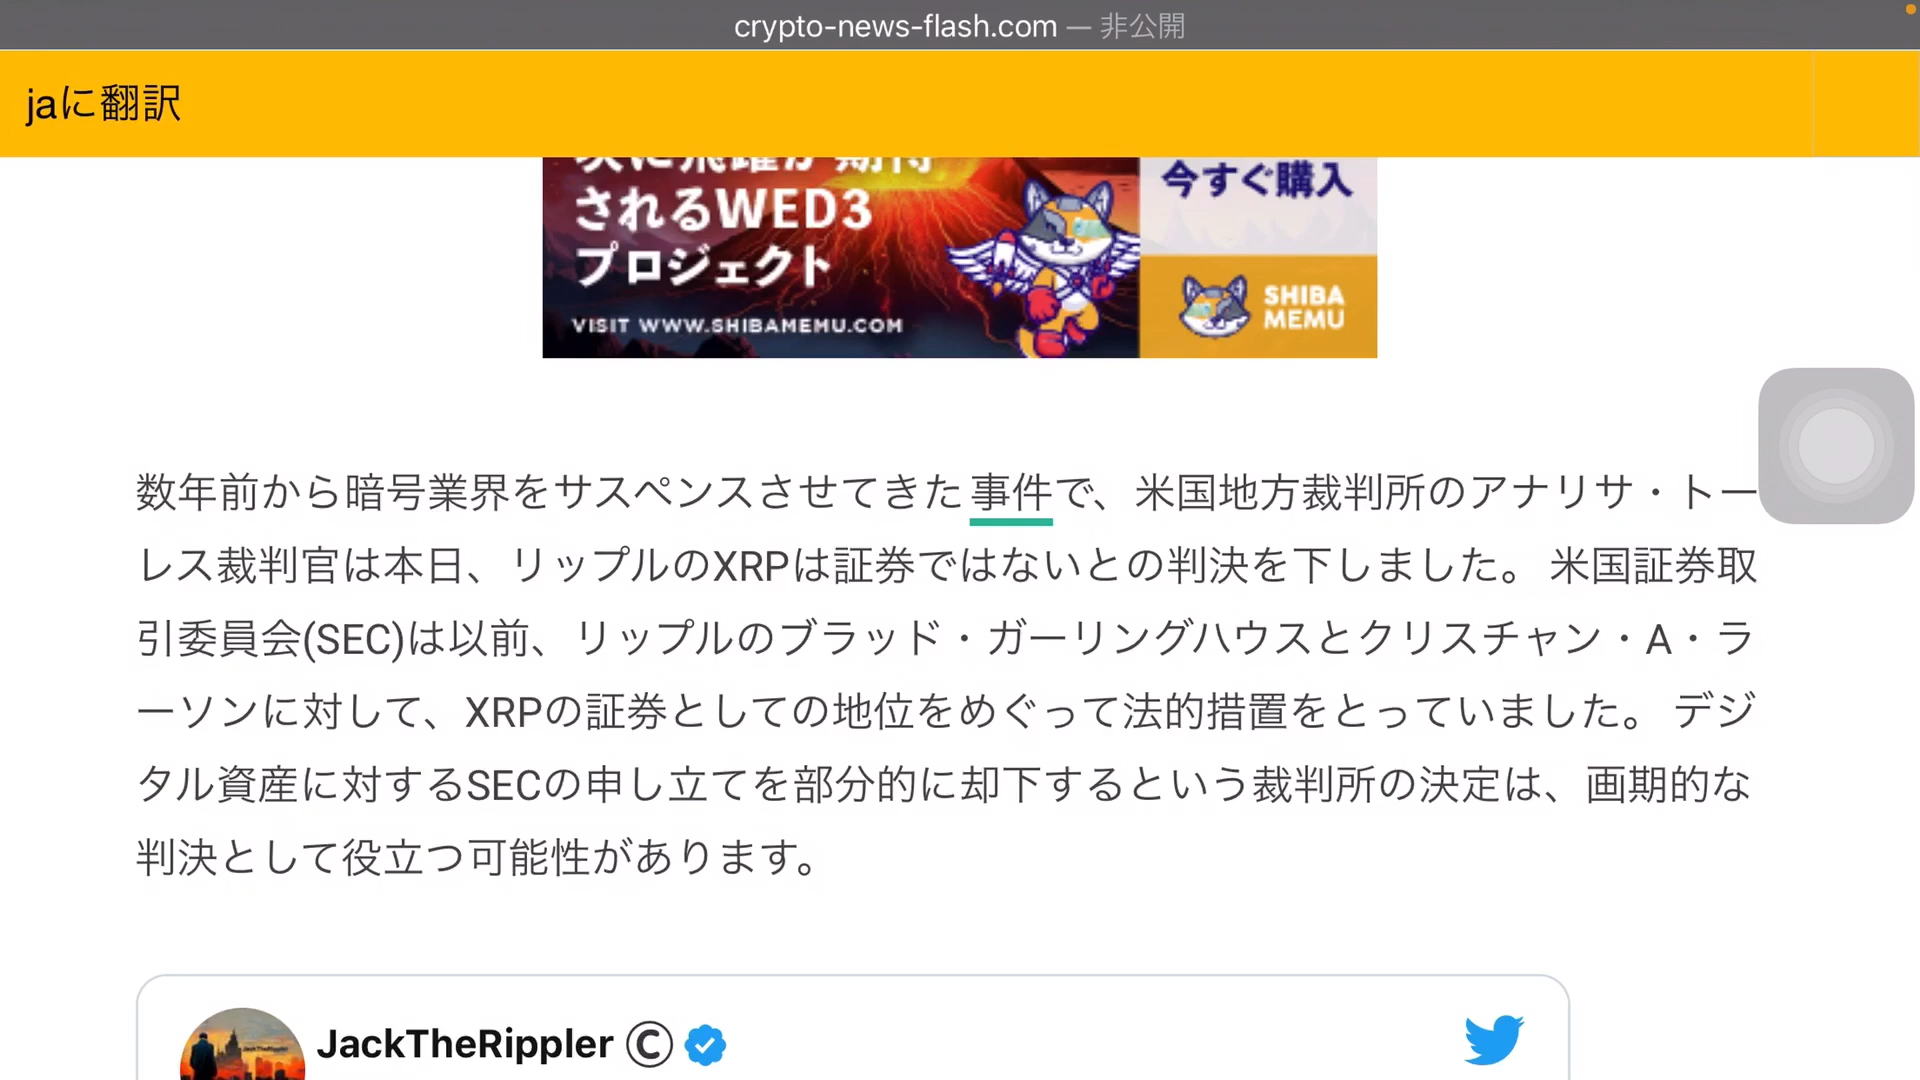 crypto-news-flash.com — 非公開
jaに翻訳
次に飛躍が期待
されるWED3
プロジェクト
VISIT WWW.SHIBAMEMU.COM
今すぐ購入
SHIBA
MEMU
数年前から暗号業界をサスペンスさせてきた 事件で、米国地方裁判所のアナリサ・トー
レス裁判官は本日、リップルのXRPは証券ではないとの判決を下しました。 米国証券取
引委員会(SEC)は以前、リップルのブラッド・ガーリングハウスとクリスチャン・A・ラ
ーソンに対して、XRPの証券としての地位をめぐって法的措置をとっていました。 デジ
タル資産に対するSECの申し立てを部分的に却下するという裁判所の決定は、画期的な
判決として役立つ可能性があります。
JackTheRippler ©